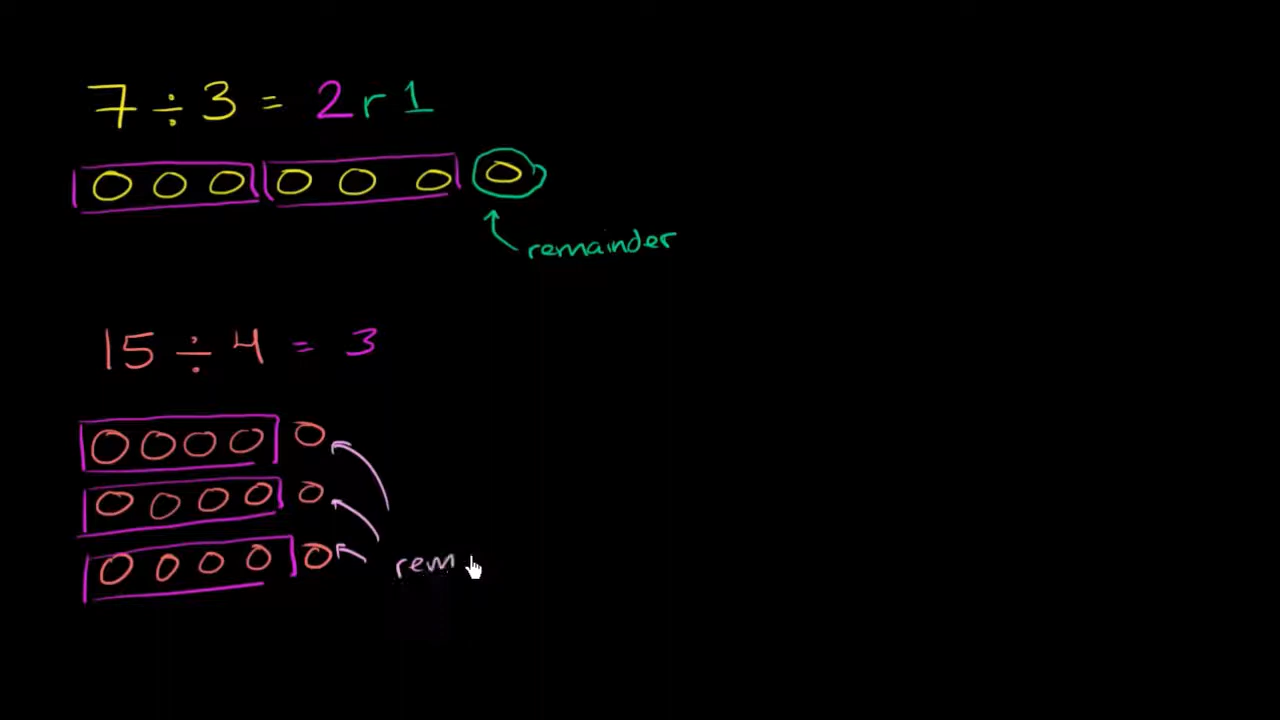 7 ÷ 3 = 2 r 1
remainder
15 ÷ 4 = 3
rem